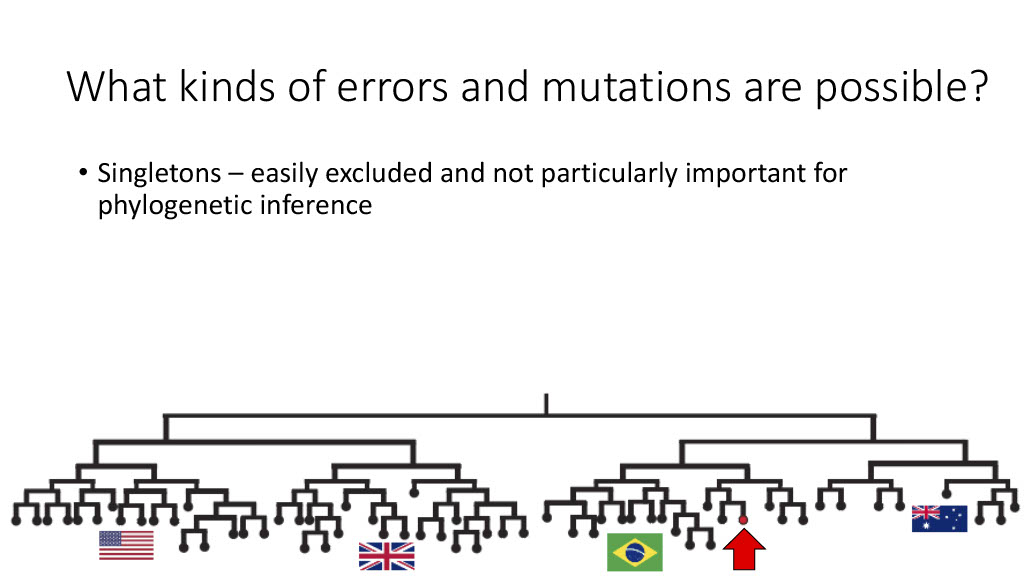 What kinds of errors and mutations are possible?
• Singletons – easily excluded and not particularly important for
phylogenetic inference